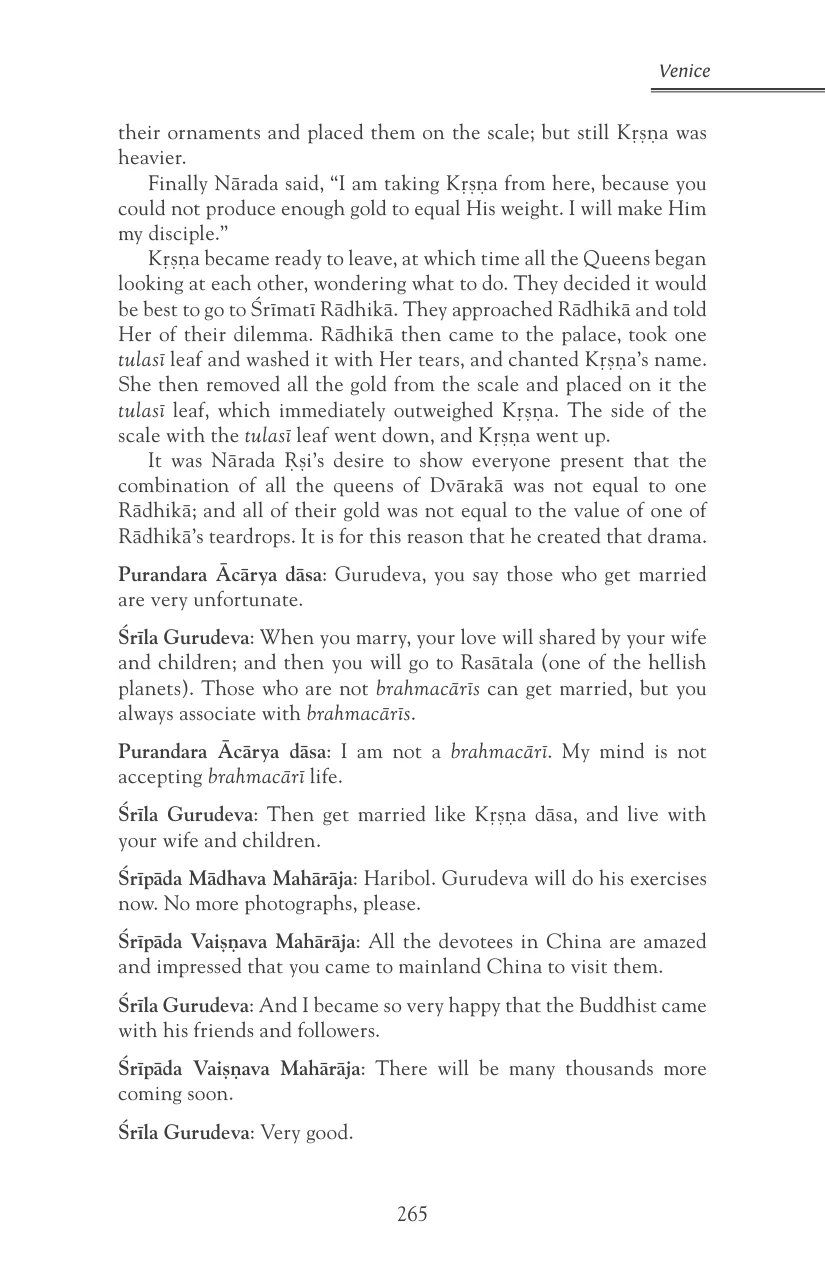 Venice
their ornaments and placed them on the scale; but still Kṛṣṇa was
heavier.
Finally Nārada said, “I am taking Kṛṣṇa from here, because you
could not produce enough gold to equal His weight. I will make Him
my disciple.”
Kṛṣṇa became ready to leave, at which time all the Queens began
looking at each other, wondering what to do. They decided it would
be best to go to Śrīmatī Rādhikā. They approached Rādhikā and told
Her of their dilemma. Rādhikā then came to the palace, took one
tulasī leaf and washed it with Her tears, and chanted Kṛṣṇa’s name.
She then removed all the gold from the scale and placed on it the
tulasī leaf, which immediately outweighed Kṛṣṇa. The side of the
scale with the tulasī leaf went down, and Kṛṣṇa went up.
It was Nārada Ṛṣi’s desire to show everyone present that the
combination of all the queens of Dvārakā was not equal to one
Rādhikā; and all of their gold was not equal to the value of one of
Rādhikā’s teardrops. It is for this reason that he created that drama.
Purandara Ācārya dāsa: Gurudeva, you say those who get married
are very unfortunate.
Śrīla Gurudeva: When you marry, your love will shared by your wife
and children; and then you will go to Rasātala (one of the hellish
planets). Those who are not brahmacārīs can get married, but you
always associate with brahmacārīs.
Purandara Ācārya dāsa: I am not a brahmacārī. My mind is not
accepting brahmacārī life.
Śrīla Gurudeva: Then get married like Kṛṣṇa dāsa, and live with
your wife and children.
Śrīpāda Mādhava Mahārāja: Haribol. Gurudeva will do his exercises
now. No more photographs, please.
Śrīpāda Vaiṣṇava Mahārāja: All the devotees in China are amazed
and impressed that you came to mainland China to visit them.
Śrīla Gurudeva: And I became so very happy that the Buddhist came
with his friends and followers.
Śrīpāda Vaiṣṇava Mahārāja: There will be many thousands more
coming soon.
Śrīla Gurudeva: Very good.
265